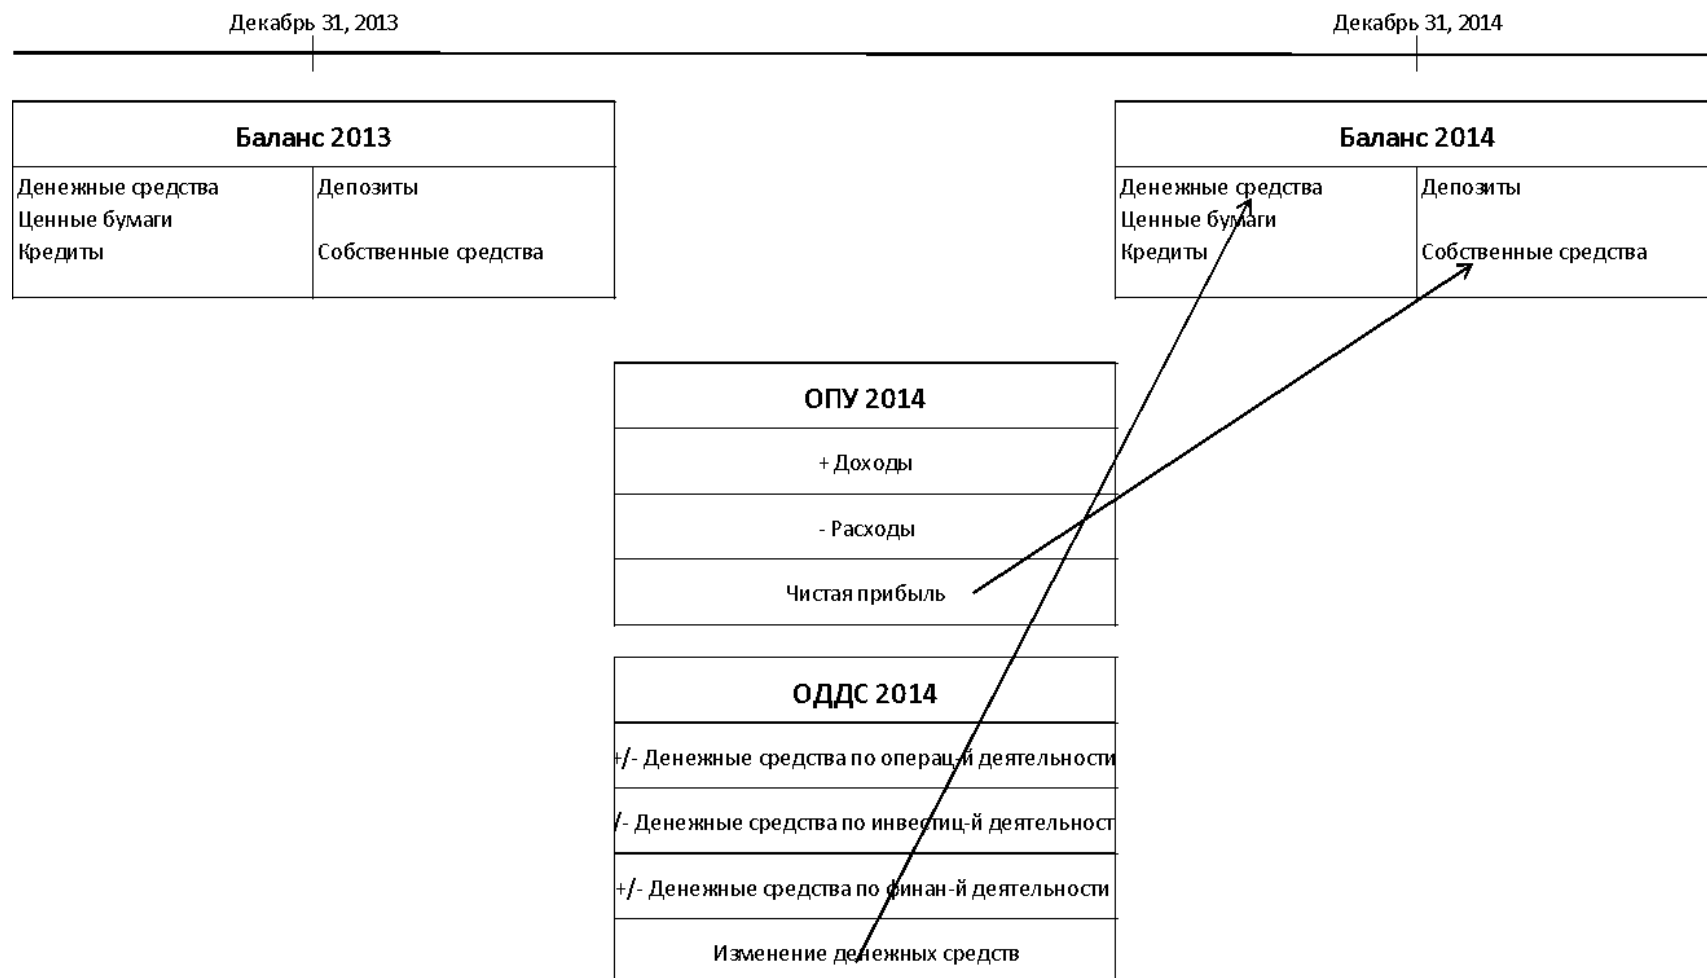 Декабрь 31, 2013
Декабрь 31, 2014
Баланс 2013
Денежные средства
Ценные бумаги
Кредиты
Депозиты
Собственные средства
Баланс 2014
Денежные средства
Ценные бумаги
Кредиты
Депозиты
Собственные средства
ОПУ 2014
+ Доходы
- Расходы
Чистая прибыль
ОДДС 2014
+/- Денежные средства по операц-й деятельности
/- Денежные средства по инвестиц-й деятельност
+/- Денежные средства по финан-й деятельности
Изменение денежных средств